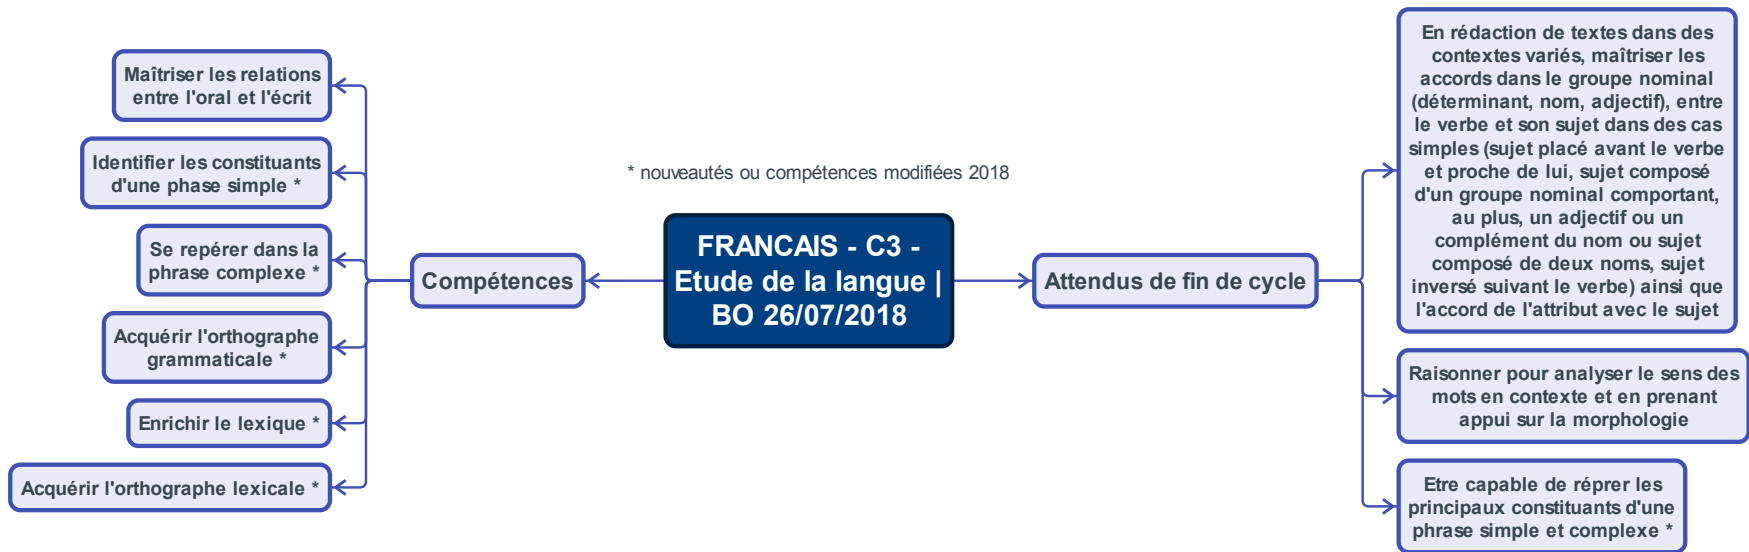 Maîtriser les relations
entre l'oral et l'écrit
Identifier les constituants
d'une phase simple *
Se repérer dans la
phrase complexe *
Acquérir l'orthographe
grammaticale *
Enrichir le lexique *
Acquérir l'orthographe lexicale *
Compétences
* nouveautés ou compétences modifiées 2018
FRANCAIS - C3 -
Etude de la langue |
BO 26/07/2018
Attendus de fin de cycle
En rédaction de textes dans des
contextes variés, maîtriser les
accords dans le groupe nominal
(déterminant, nom, adjectif), entre
le verbe et son sujet dans des cas
simples (sujet placé avant le verbe
et proche de lui, sujet composé
d'un groupe nominal comportant,
au plus, un adjectif ou un
complément du nom ou sujet
composé de deux noms, sujet
inversé suivant le verbe) ainsi que
l'accord de l'attribut avec le sujet
Raisonner pour analyser le sens des
mots en contexte et en prenant
appui sur la morphologie
Etre capable de réprer les
principaux constituants d'une
phrase simple et complexe *